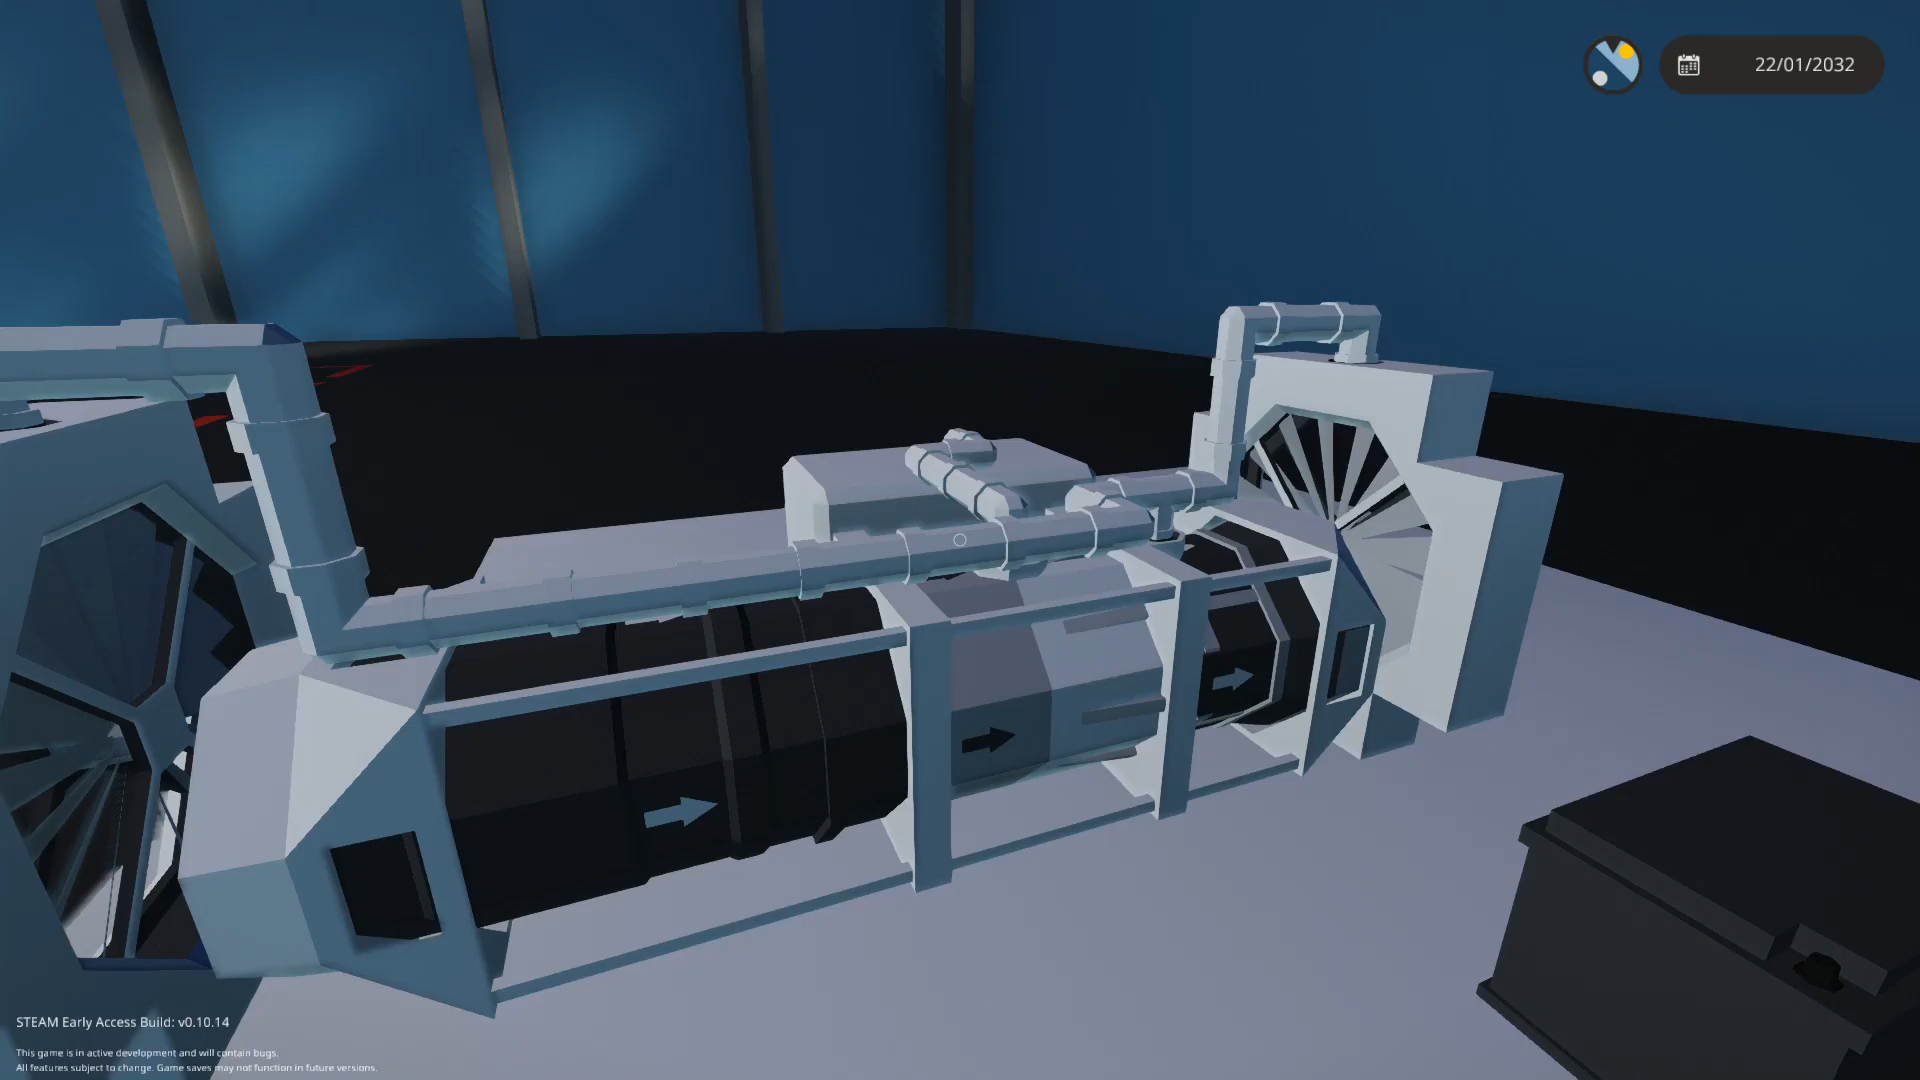 22/01/2032
STEAM Early Access Build: v0.10.14
This game is in active development and will contain bugs.
All features subject to change. Game saves may not function in future versions.